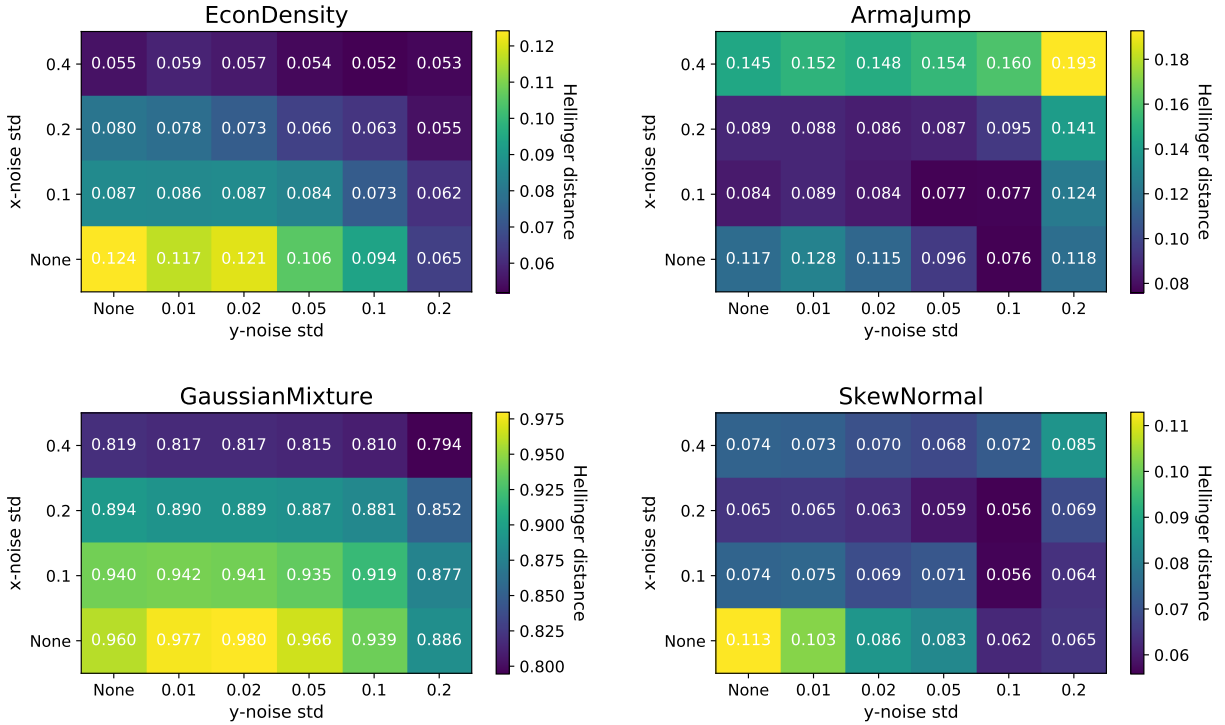 EconDensity
0.4 0.055 0.059 0.057 0.054 0.052 0.053
0.2 0.080 0.078 0.073 0.066 0.063 0.055
0.1 0.087 0.086 0.087 0.084 0.073 0.062
None 0.124 0.117 0.121 0.106 0.094 0.065
None 0.01 0.02 0.05 0.1 0.2
y-noise std
x-noise std
0.12
0.11
0.10
0.09
0.08
0.07
0.06
Hellinger distance
ArmaJump
0.4 0.145 0.152 0.148 0.154 0.160 0.193
0.2 0.089 0.088 0.086 0.087 0.095 0.141
0.1 0.084 0.089 0.084 0.077 0.077 0.124
None 0.117 0.128 0.115 0.096 0.076 0.118
None 0.01 0.02 0.05 0.1 0.2
y-noise std
x-noise std
0.18
0.16
0.14
0.12
0.10
0.08
Hellinger distance
GaussianMixture
0.4 0.819 0.817 0.817 0.815 0.810 0.794
0.2 0.894 0.890 0.889 0.887 0.881 0.852
0.1 0.940 0.942 0.941 0.935 0.919 0.877
None 0.960 0.977 0.980 0.966 0.939 0.886
None 0.01 0.02 0.05 0.1 0.2
y-noise std
x-noise std
0.975
0.950
0.925
0.900
0.875
0.850
0.825
0.800
Hellinger distance
SkewNormal
0.4 0.074 0.073 0.070 0.068 0.072 0.085
0.2 0.065 0.065 0.063 0.059 0.056 0.069
0.1 0.074 0.075 0.069 0.071 0.056 0.064
None 0.113 0.103 0.086 0.083 0.062 0.065
None 0.01 0.02 0.05 0.1 0.2
y-noise std
x-noise std
0.11
0.10
0.09
0.08
0.07
0.06
Hellinger distance